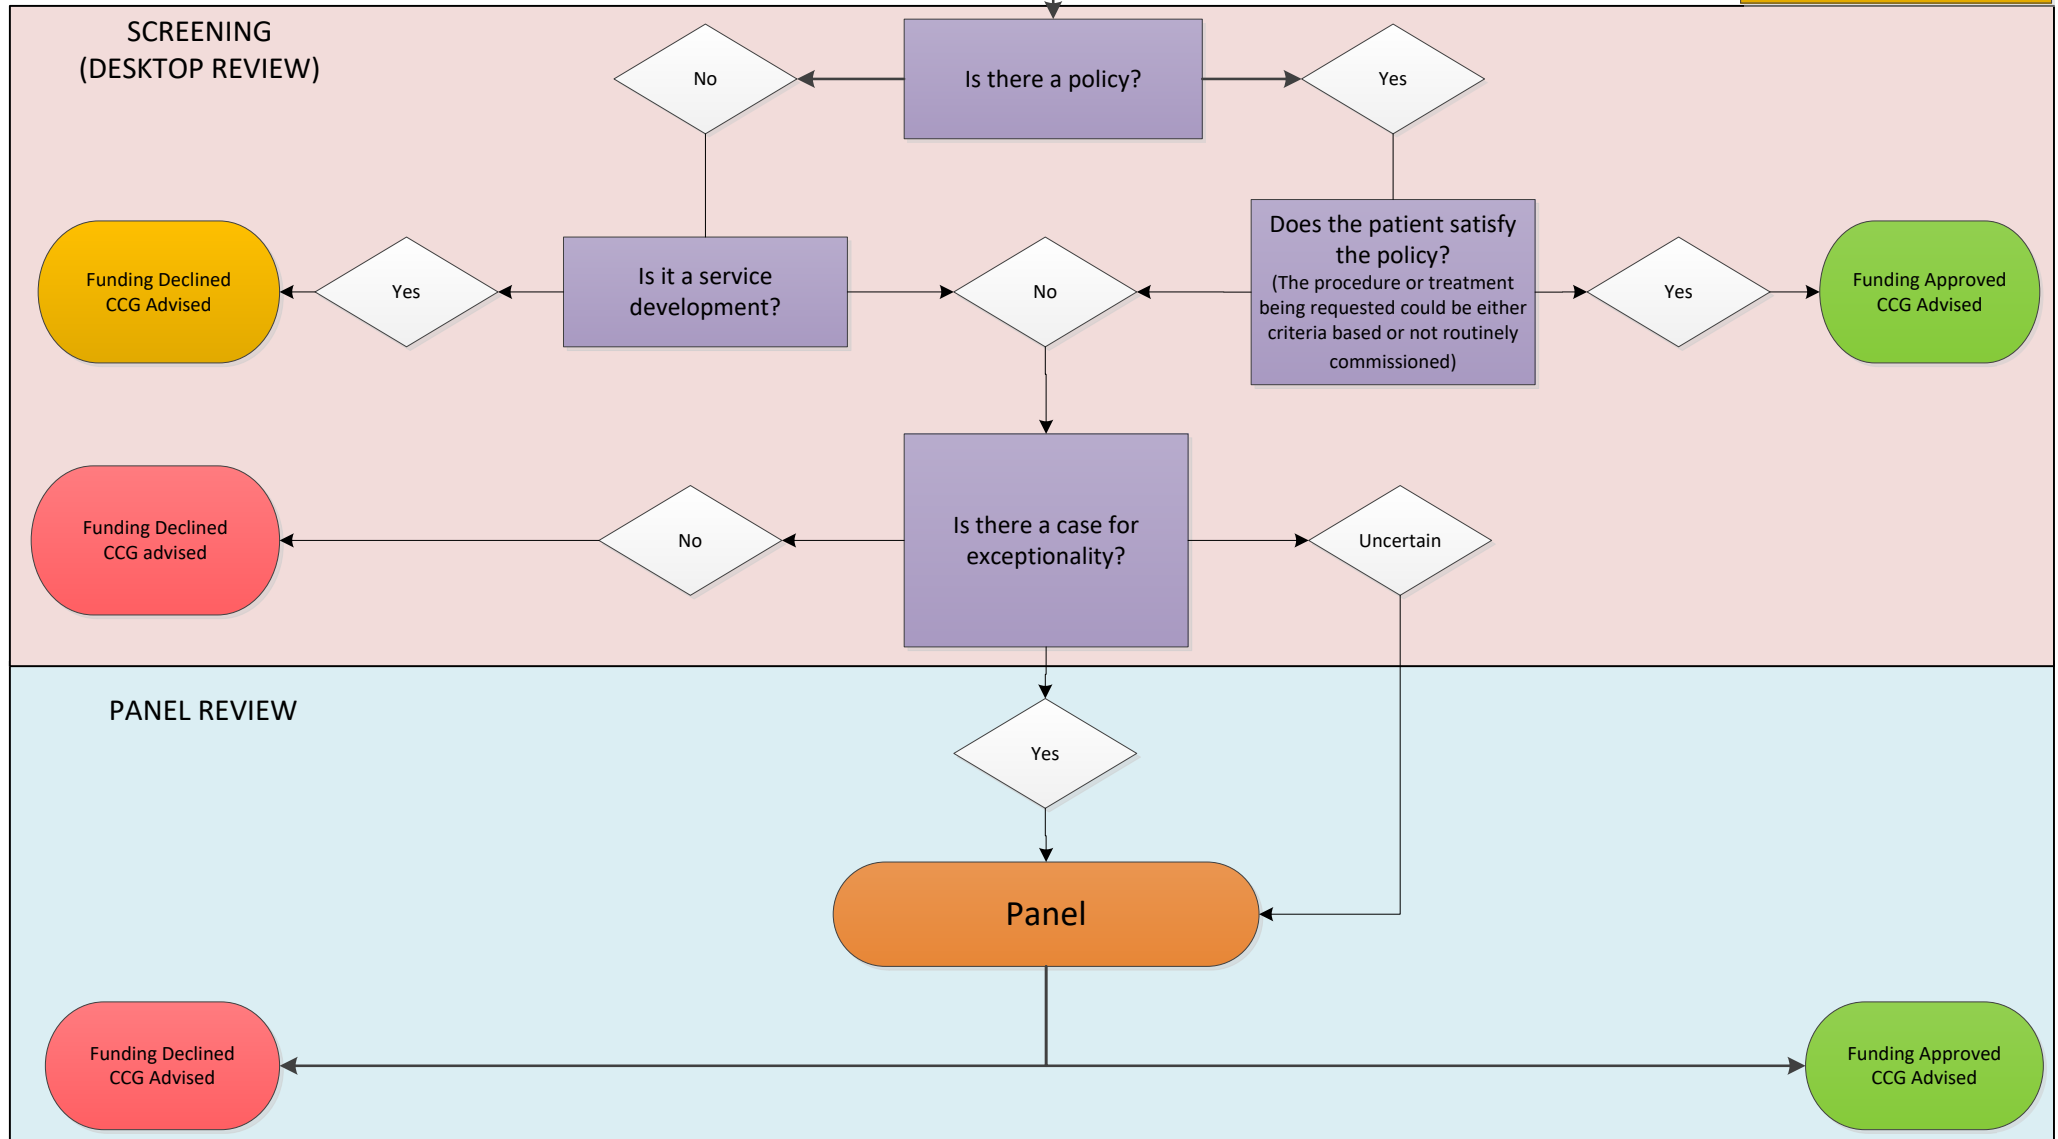 SCREENING
(DESKTOP REVIEW)
No
Is there a policy?
Yes
Funding Declined
CCG Advised
Yes
Is it a service
development?
No
Does the patient satisfy
the policy?
(The procedure or treatment
being requested could be either
criteria based or not routinely
commissioned)
Yes
Funding Approved
CCG Advised
Funding Declined
CCG advised
No
Is there a case for
exceptionality?
Uncertain
PANEL REVIEW
Yes
Panel
Funding Declined
CCG Advised
Funding Approved
CCG Advised